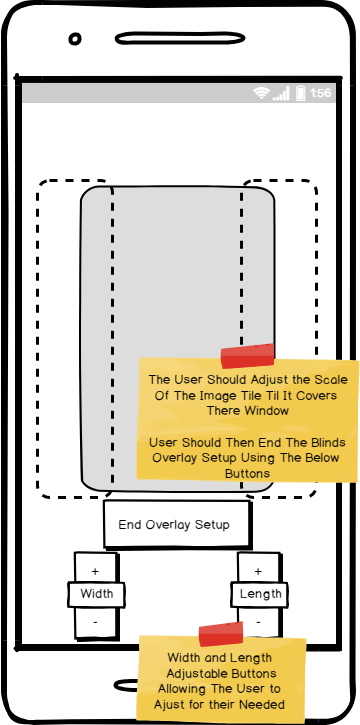 1:56
The User Should Adjust the Scale
Of The Image Tile Til It Covers
There Window
User Should Then End The Blinds
Overlay Setup Using The Below
Buttons
End Overlay Setup
+
+
Width
Length
-
-
Width and Length
Adjustable Buttons
Allowing The User to
Ajust for their Needed